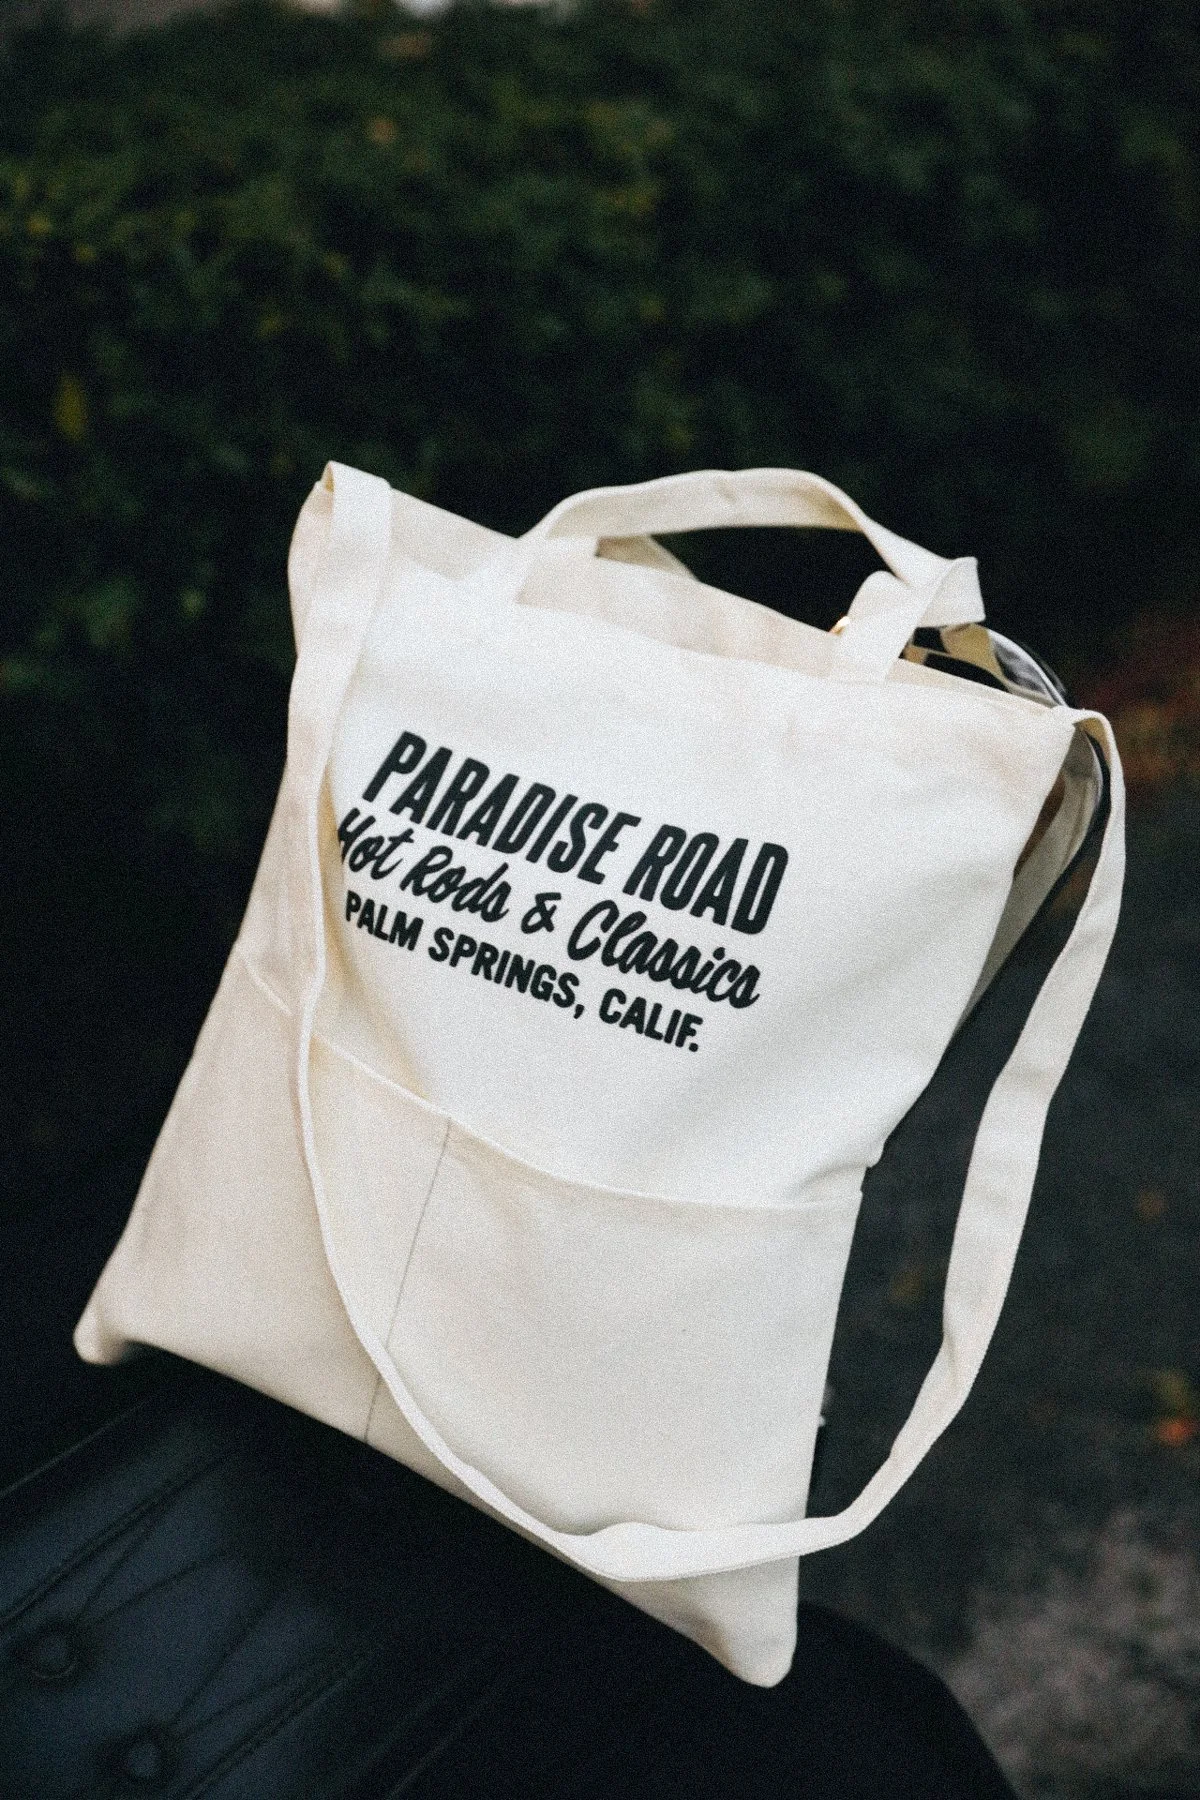 PARADISE ROAD
Hot Rods & Classics
PALM SPRINGS, CALIF.